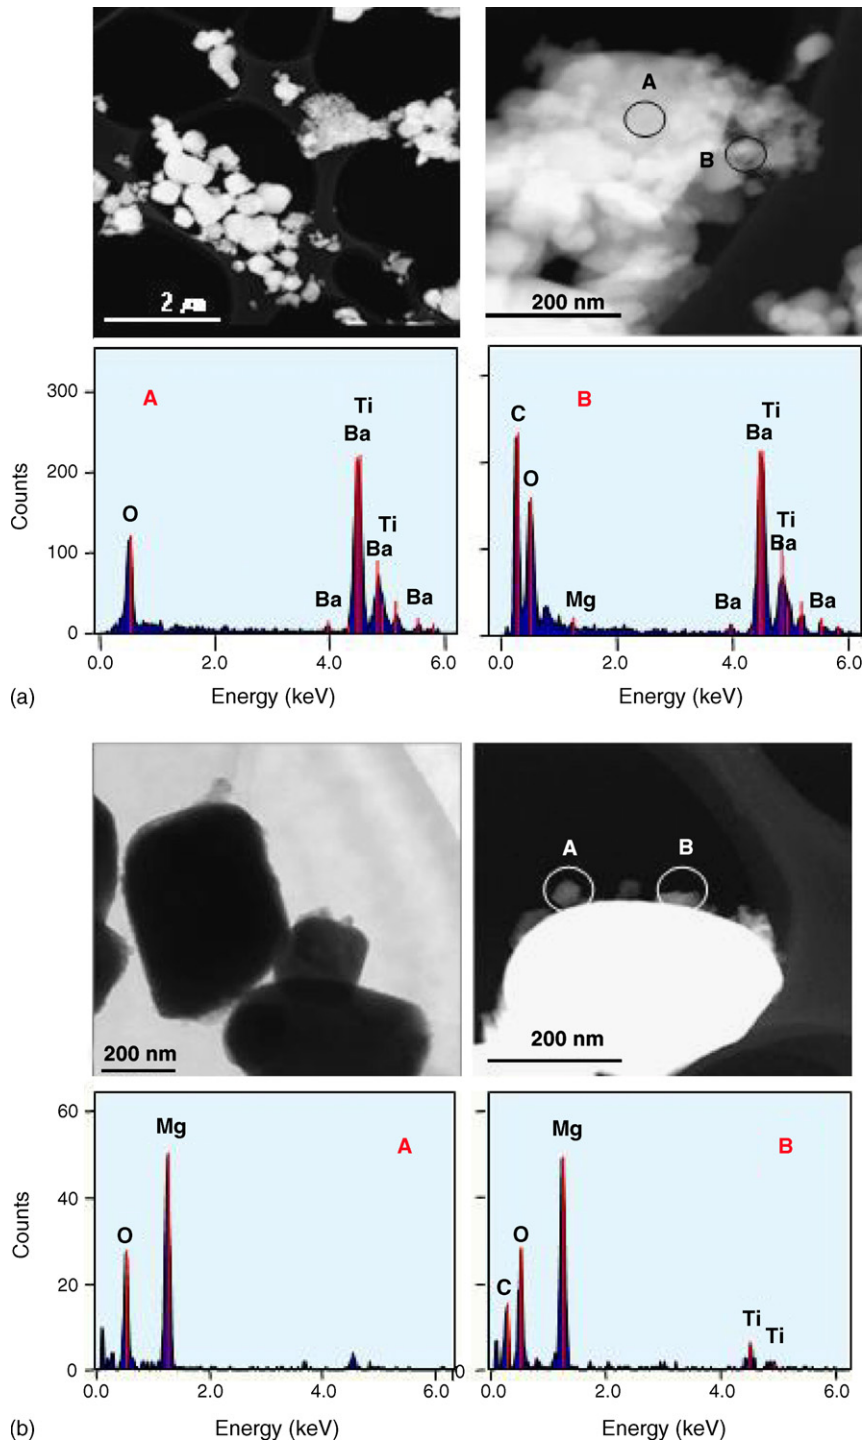 A
B
2 μm
200 nm
A
Ti
Ba
O
Ti
Ba
Ba
Ba
300
200
100
0
Counts
0.0 2.0 4.0 6.0
Energy (keV)
B
C
O
Mg
Ti
Ba
Ti
Ba
Ba
Ba
0.0 2.0 4.0 6.0
Energy (keV)
(a)
200 nm
A B
200 nm
A
Mg
O
60
40
20
0
Counts
0.0 2.0 4.0 6.0
Energy (keV)
B
Mg
O
C
Ti
Ti
0
0.0 2.0 4.0 6.0
Energy (keV)
(b)